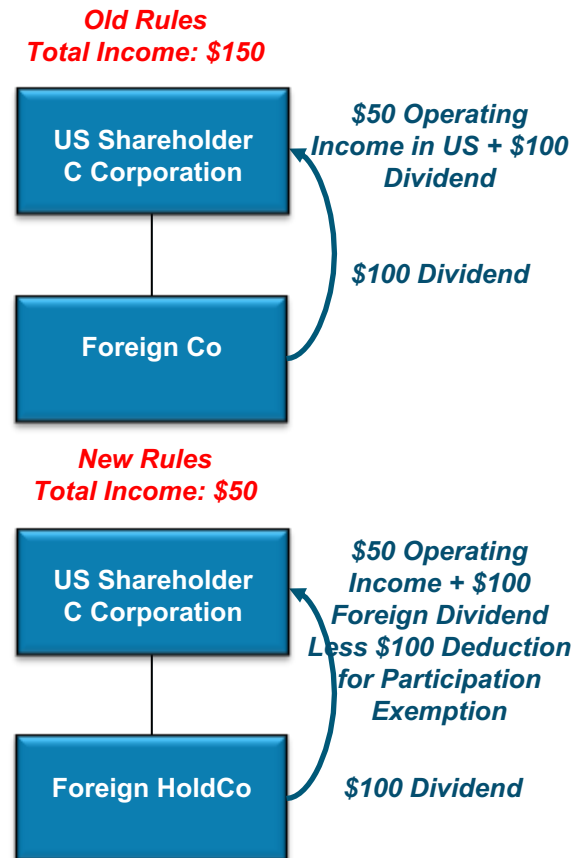 Old Rules
Total Income: $150
US Shareholder
C Corporation
$50 Operating
Income in US + $100
Dividend
$100 Dividend
Foreign Co
New Rules
Total Income: $50
US Shareholder
C Corporation
$50 Operating
Income + $100
Foreign Dividend
Less $100 Deduction
for Participation
Exemption
Foreign HoldCo
$100 Dividend